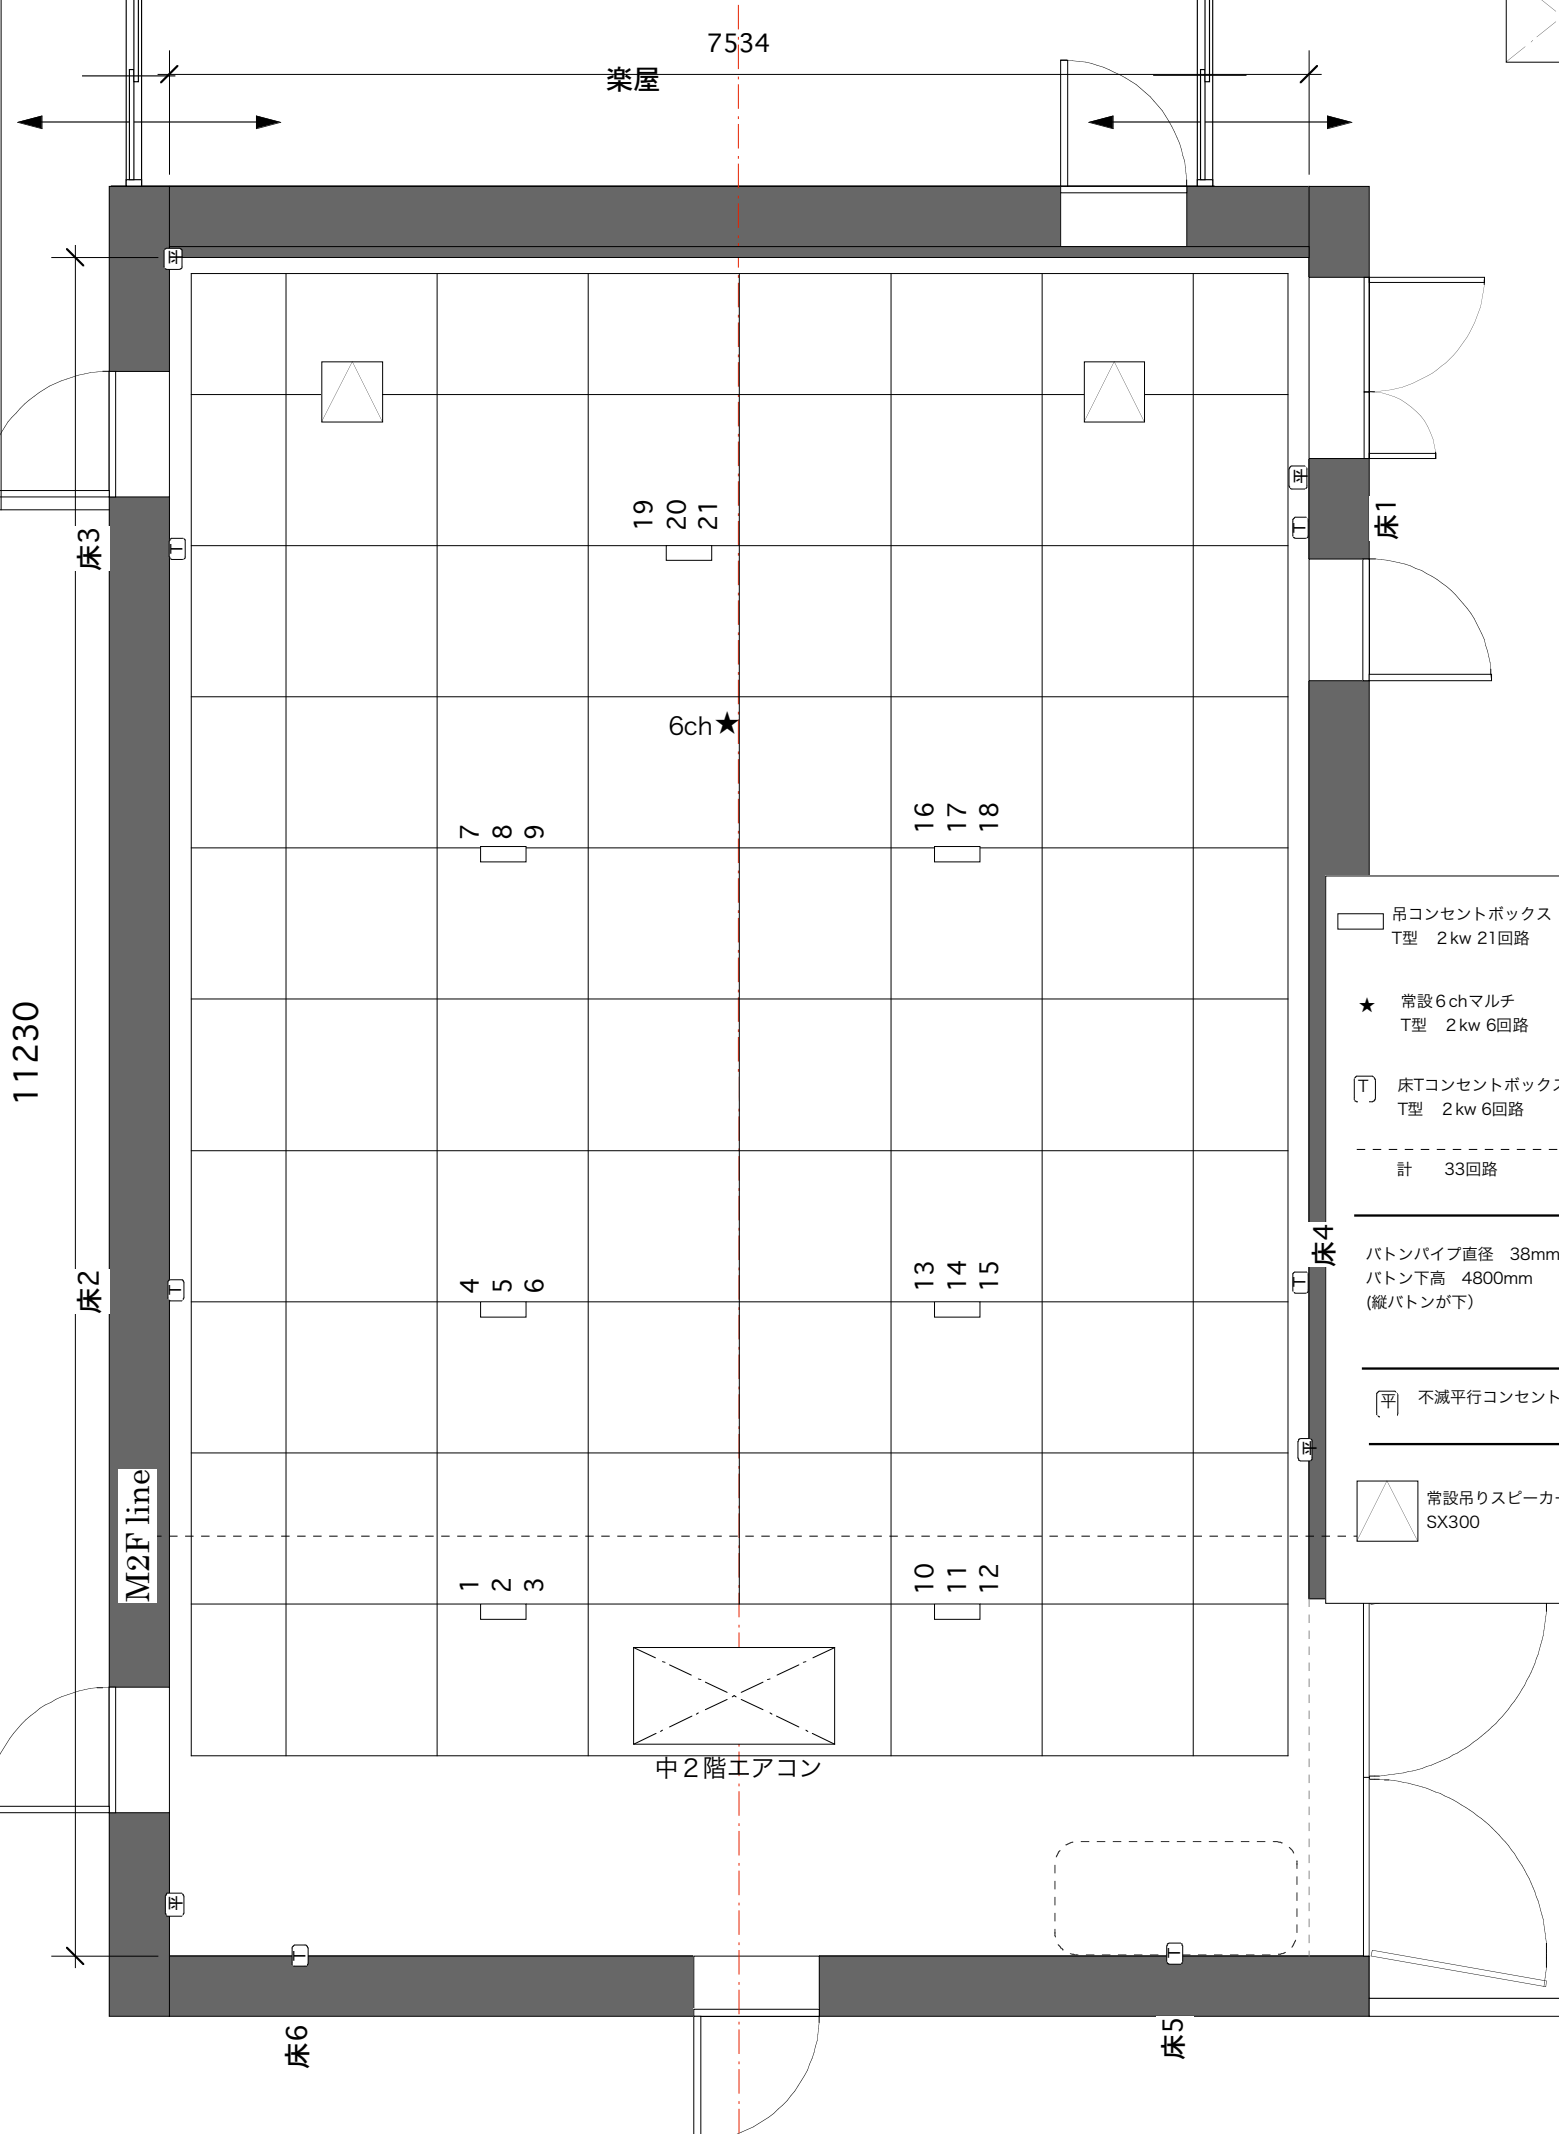 7534
楽屋
平
19
20
21
平
T
床1
床3
T
6ch★
7
8
9
16
17
18
吊コンセントボックス
T型 2kw 21回路
★ 常設6chマルチ
T型 2kw 6回路
T 床Tコンセントボックス
T型 2kw 6回路
計 33回路
11230
床2
T
4
5
6
13
14
15
T
床4
バトンパイプ直径 38mm
バトン下高 4800mm
(縦バトンが下)
平 不滅平行コンセント
平
M2F line
常設吊りスピーカー
SX300
1
2
3
10
11
12
中2階エアコン
平
T
T
床6
床5